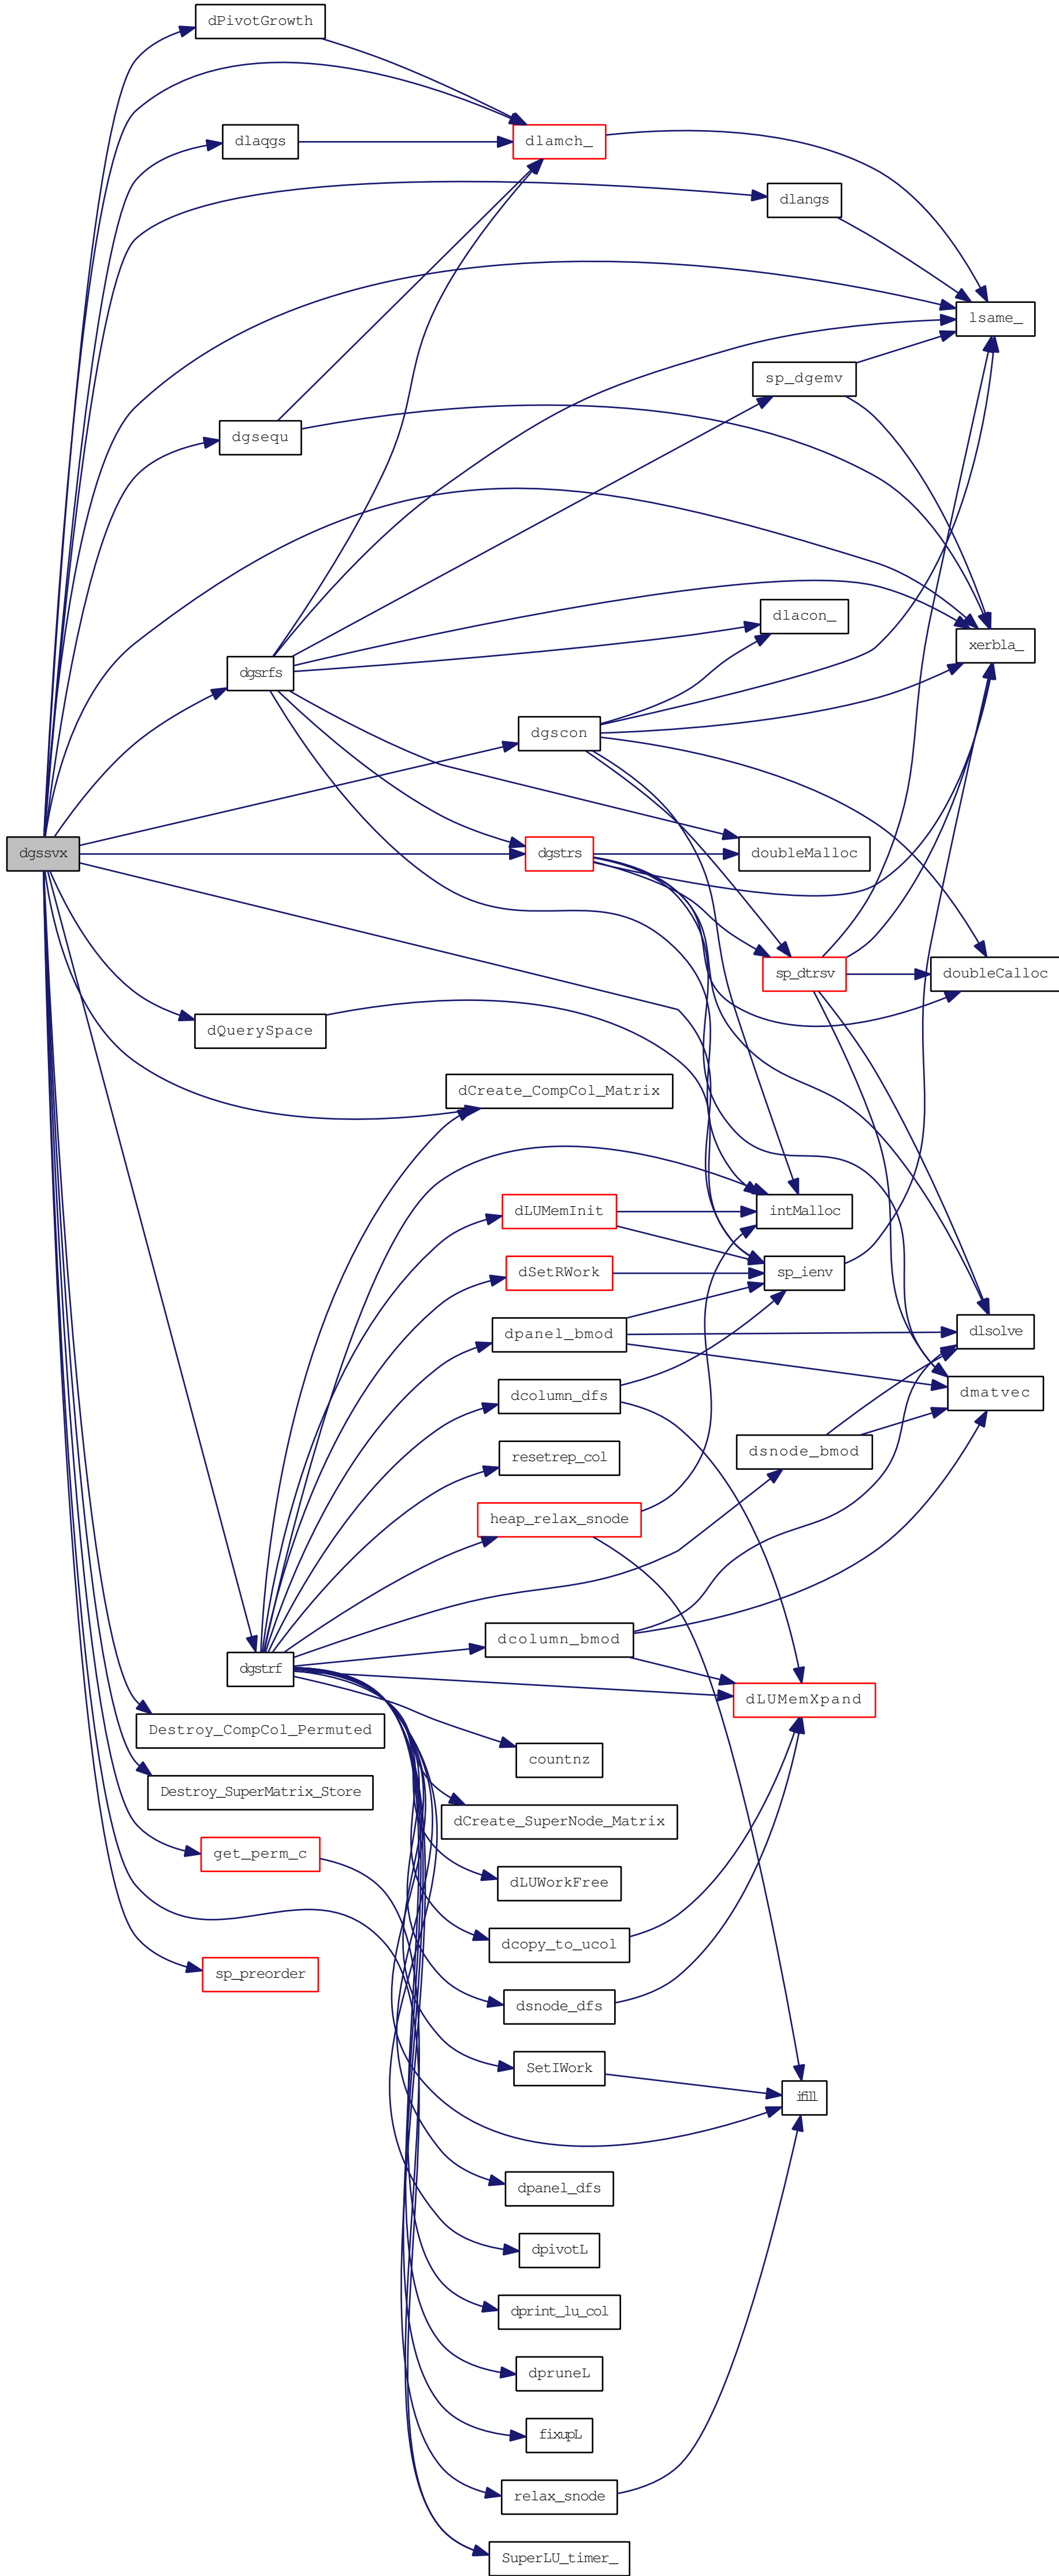 dPivotGrowth
dlaqgs
dlamch_
dlangs
lsame_
sp_dgemv
dgsequ
dlacon_
xerbla_
dgsrfs
dgscon
dgssvx
dgstrs
doubleMalloc
sp_dtrsv
doubleCalloc
dQuerySpace
dCreate_CompCol_Matrix
dLUMemInit
intMalloc
dSetRWork
sp_ienv
dpanel_bmod
dlsolve
dcolumn_dfs
dmatvec
resetrep_col
dsnode_bmod
heap_relax_snode
dcolumn_bmod
dgstrf
dLUMemXpand
Destroy_CompCol_Permuted
countnz
Destroy_SuperMatrix_Store
dCreate_SuperNode_Matrix
get_perm_c
dLUWorkFree
dcopy_to_ucol
sp_preorder
dsnode_dfs
SetIWork
ifill
dpanel_dfs
dpivotL
dprint_lu_col
dpruneL
fixupL
relax_snode
SuperLU_timer_